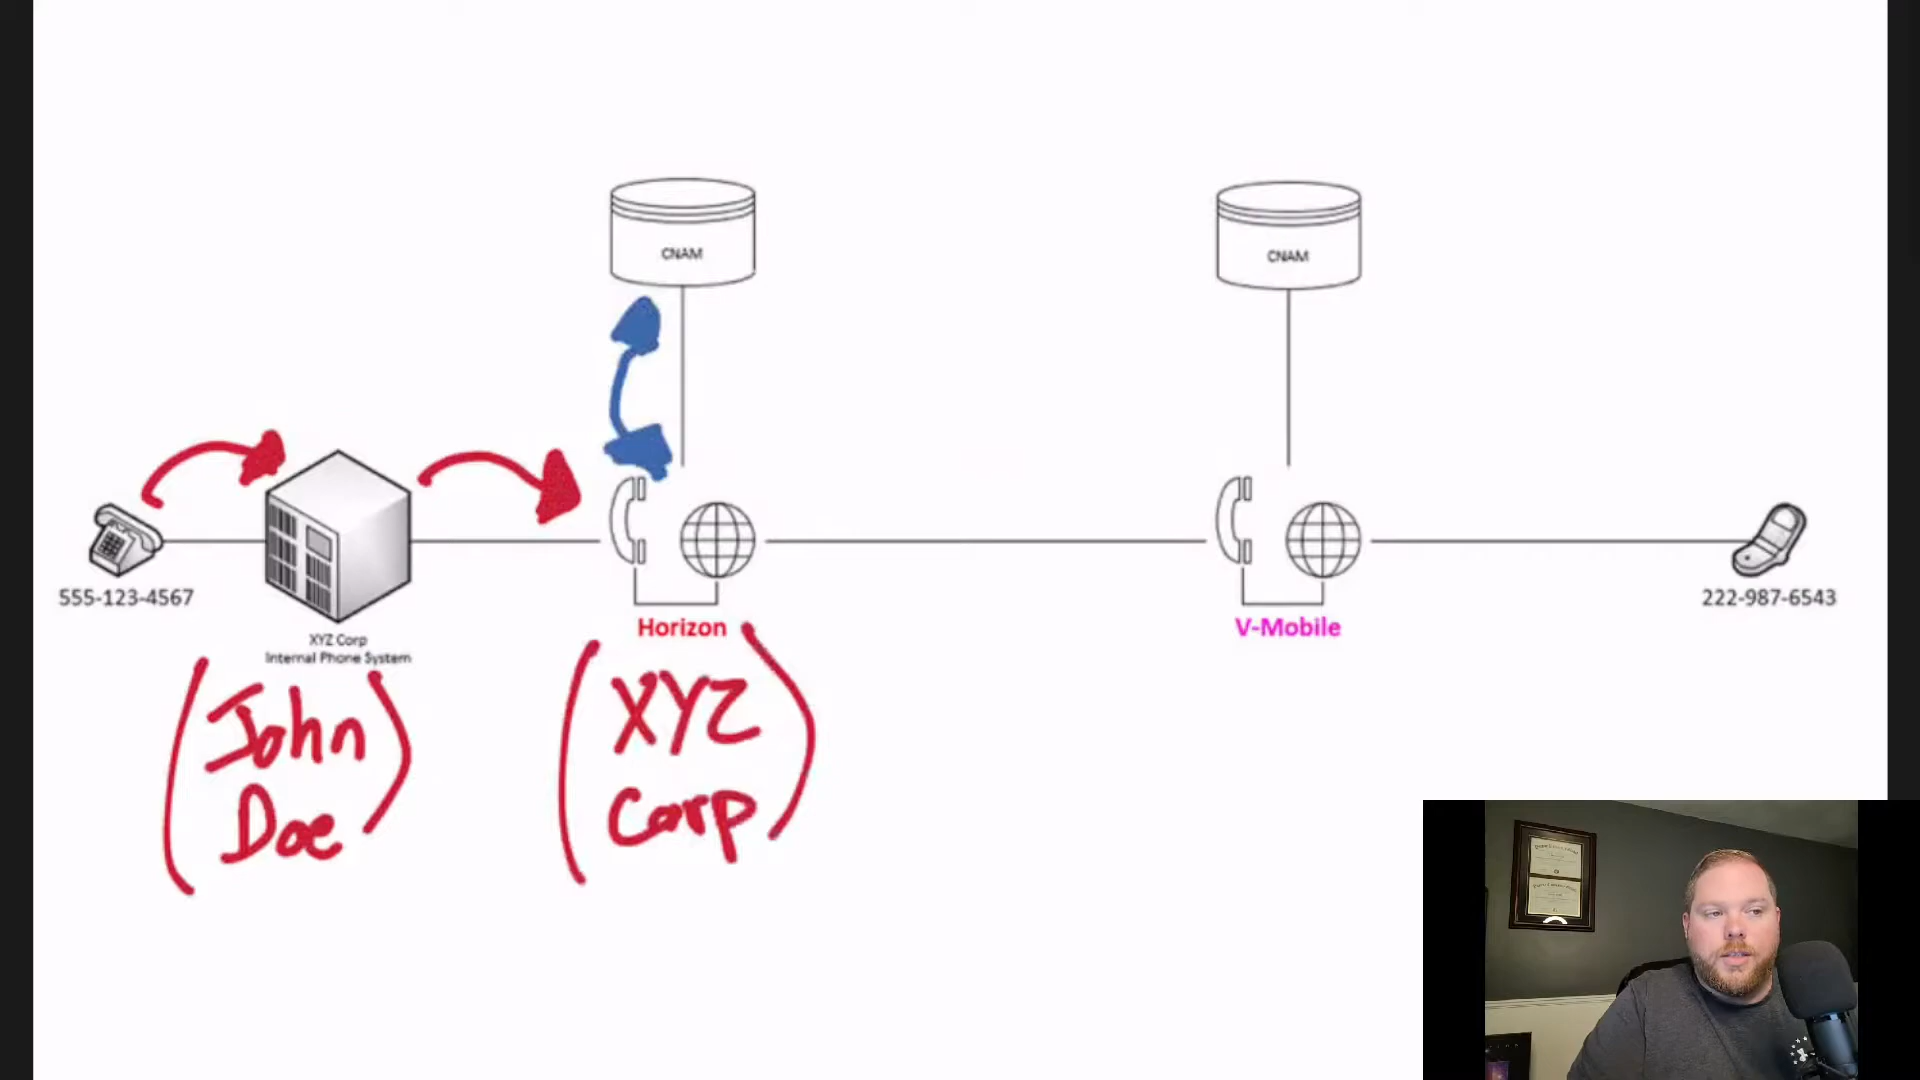 CNAM
CNAM
555-123-4567
XYZ Corp
Internal Phone System
Horizon
V-Mobile
222-987-6543
(John
Doe)
(XYZ
Corp)